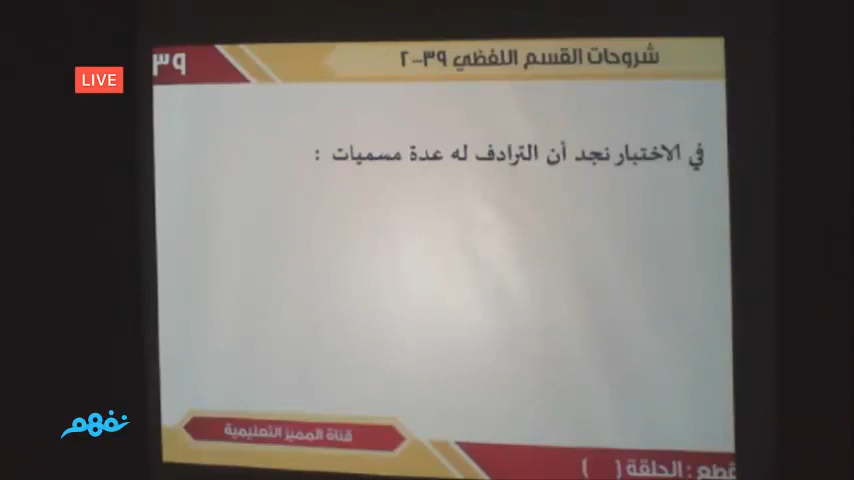 شروحات القسم اللفظي ٣٩-٢
٣٩
LIVE
في الاختبار نجد أن الترادف له عدة مسميات :
نفهم
قناة المميز التعليمية
قطع : الحلقة ( )